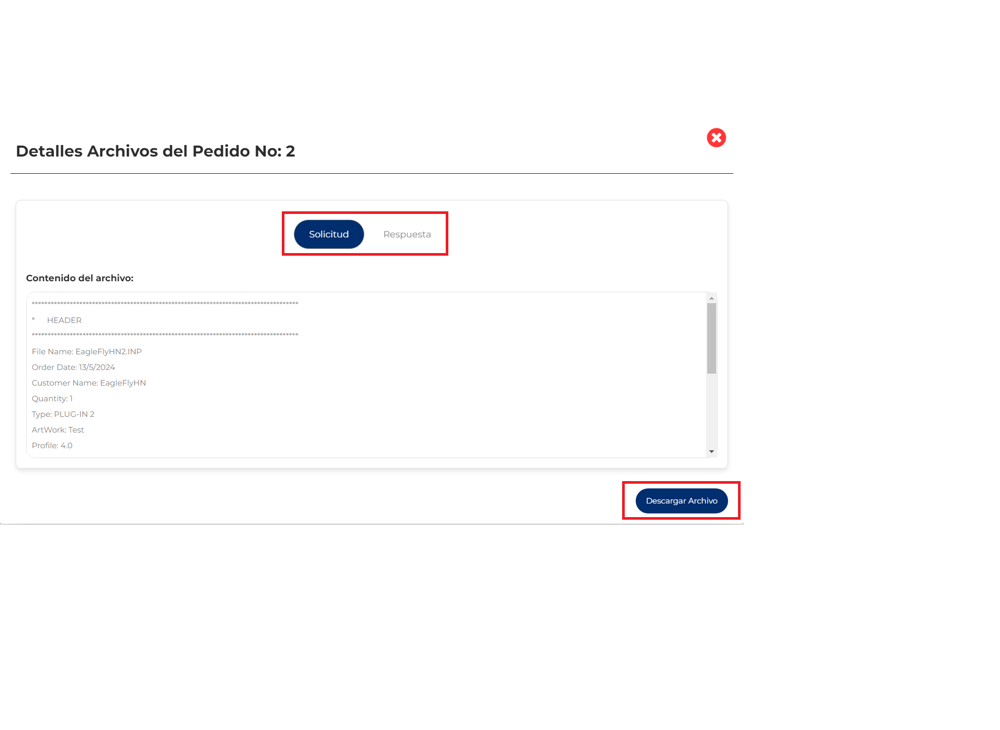 Detalles Archivos del Pedido No: 2
Solicitud Respuesta
Contenido del archivo:
*************************************************************************************
* HEADER
*************************************************************************************
File Name: EagleFlyHN2.INP
Order Date: 13/5/2024
Customer Name: EagleFlyHN
Quantity: 1
Type: PLUG-IN 2
ArtWork: Test
Profile: 4.0
Descargar Archivo